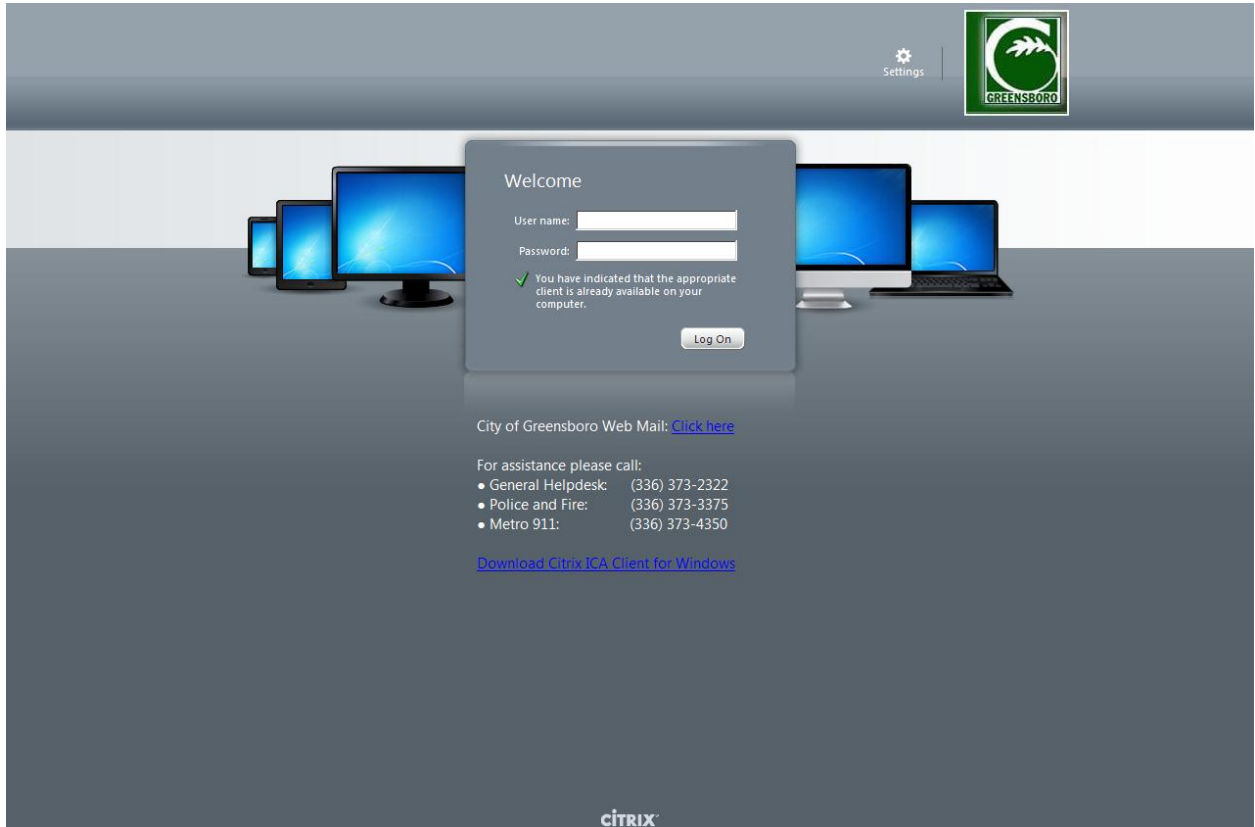 Settings
GREENSBORO
Welcome
User name:
Password:
You have indicated that the appropriate
client is already available on your
computer.
Log On
City of Greensboro Web Mail: Click here
For assistance please call:
● General Helpdesk: (336) 373-2322
● Police and Fire: (336) 373-3375
● Metro 911: (336) 373-4350
Download Citrix ICA Client for Windows
CİTRIX